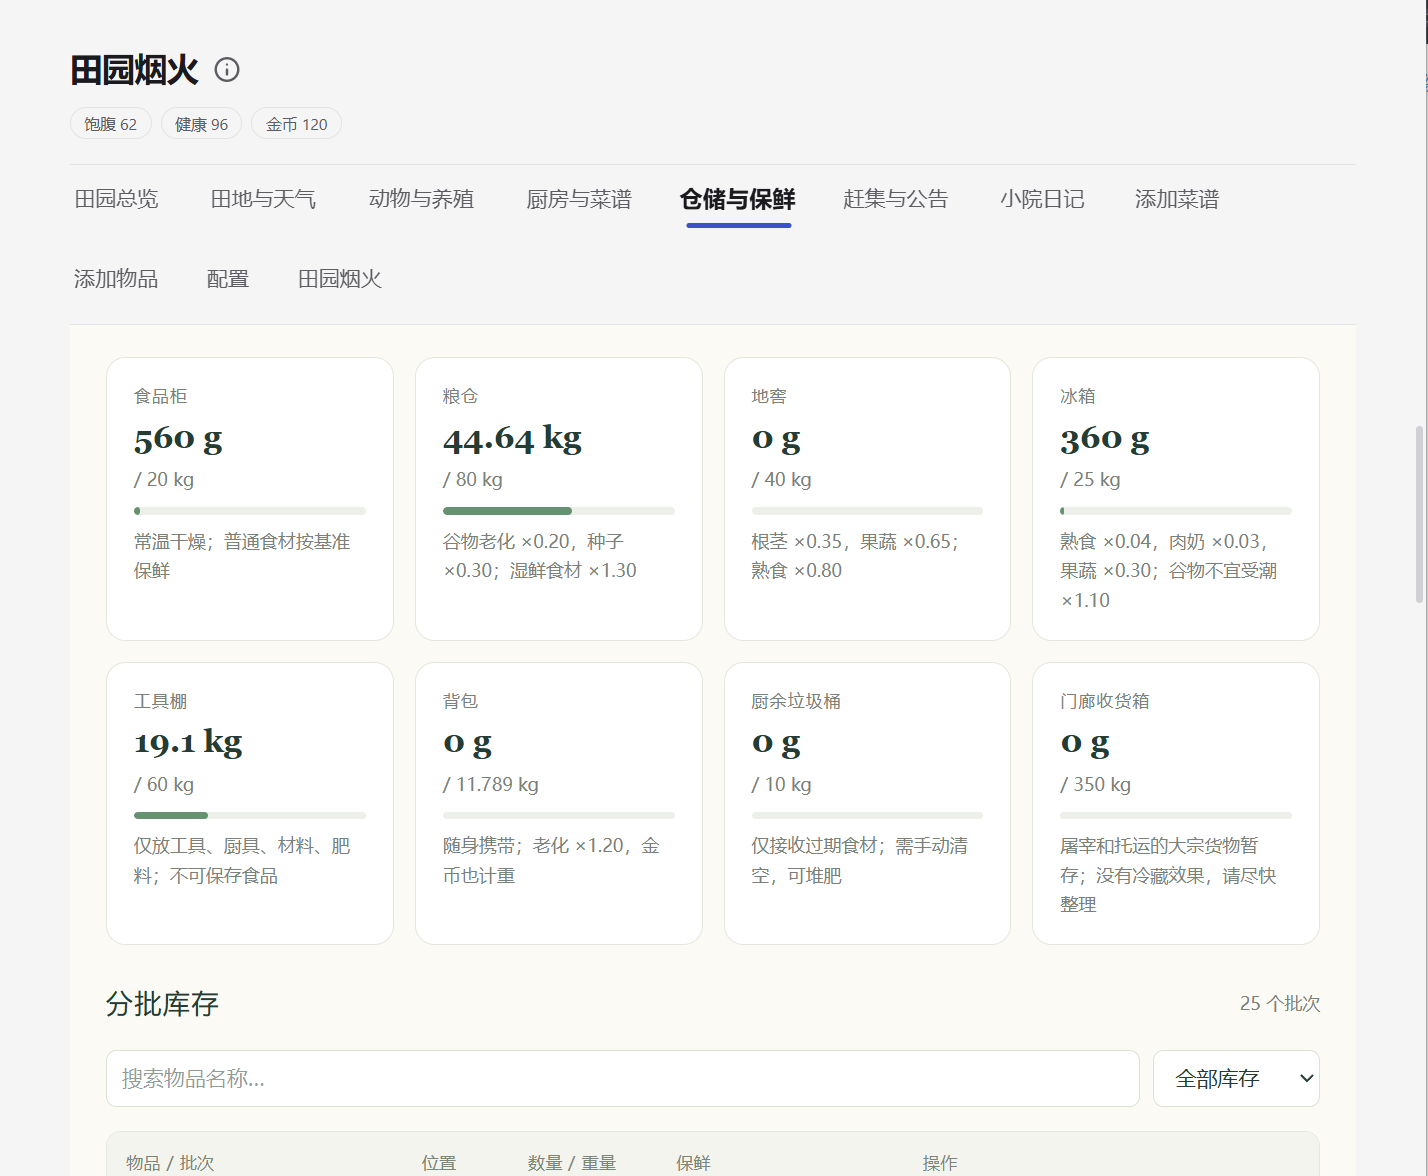 田园烟火
饱腹 62
健康 96
金币 120
田园总览
田地与天气
动物与养殖
厨房与菜谱
仓储与保鲜
赶集与公告
小院日记
添加菜谱
添加物品
配置
田园烟火
食品柜
560 g
/ 20 kg
常温干燥；普通食材按基准
保鲜
粮仓
44.64 kg
/ 80 kg
谷物老化 ×0.20，种子
×0.30；湿鲜食材 ×1.30
地窖
0 g
/ 40 kg
根茎 ×0.35，果蔬 ×0.65；
熟食 ×0.80
冰箱
360 g
/ 25 kg
熟食 ×0.04，肉奶 ×0.03，
果蔬 ×0.30；谷物不宜受潮
×1.10
工具棚
19.1 kg
/ 60 kg
仅放工具、厨具、材料、肥
料；不可保存食品
背包
0 g
/ 11.789 kg
随身携带；老化 ×1.20，金
币也计重
厨余垃圾桶
0 g
/ 10 kg
仅接收过期食材；需手动清
空，可堆肥
门廊收货箱
0 g
/ 350 kg
屠宰和托运的大宗货物暂
存；没有冷藏效果，请尽快
整理
分批库存
25 个批次
搜索物品名称...
全部库存
物品 / 批次
位置
数量 / 重量
保鲜
操作